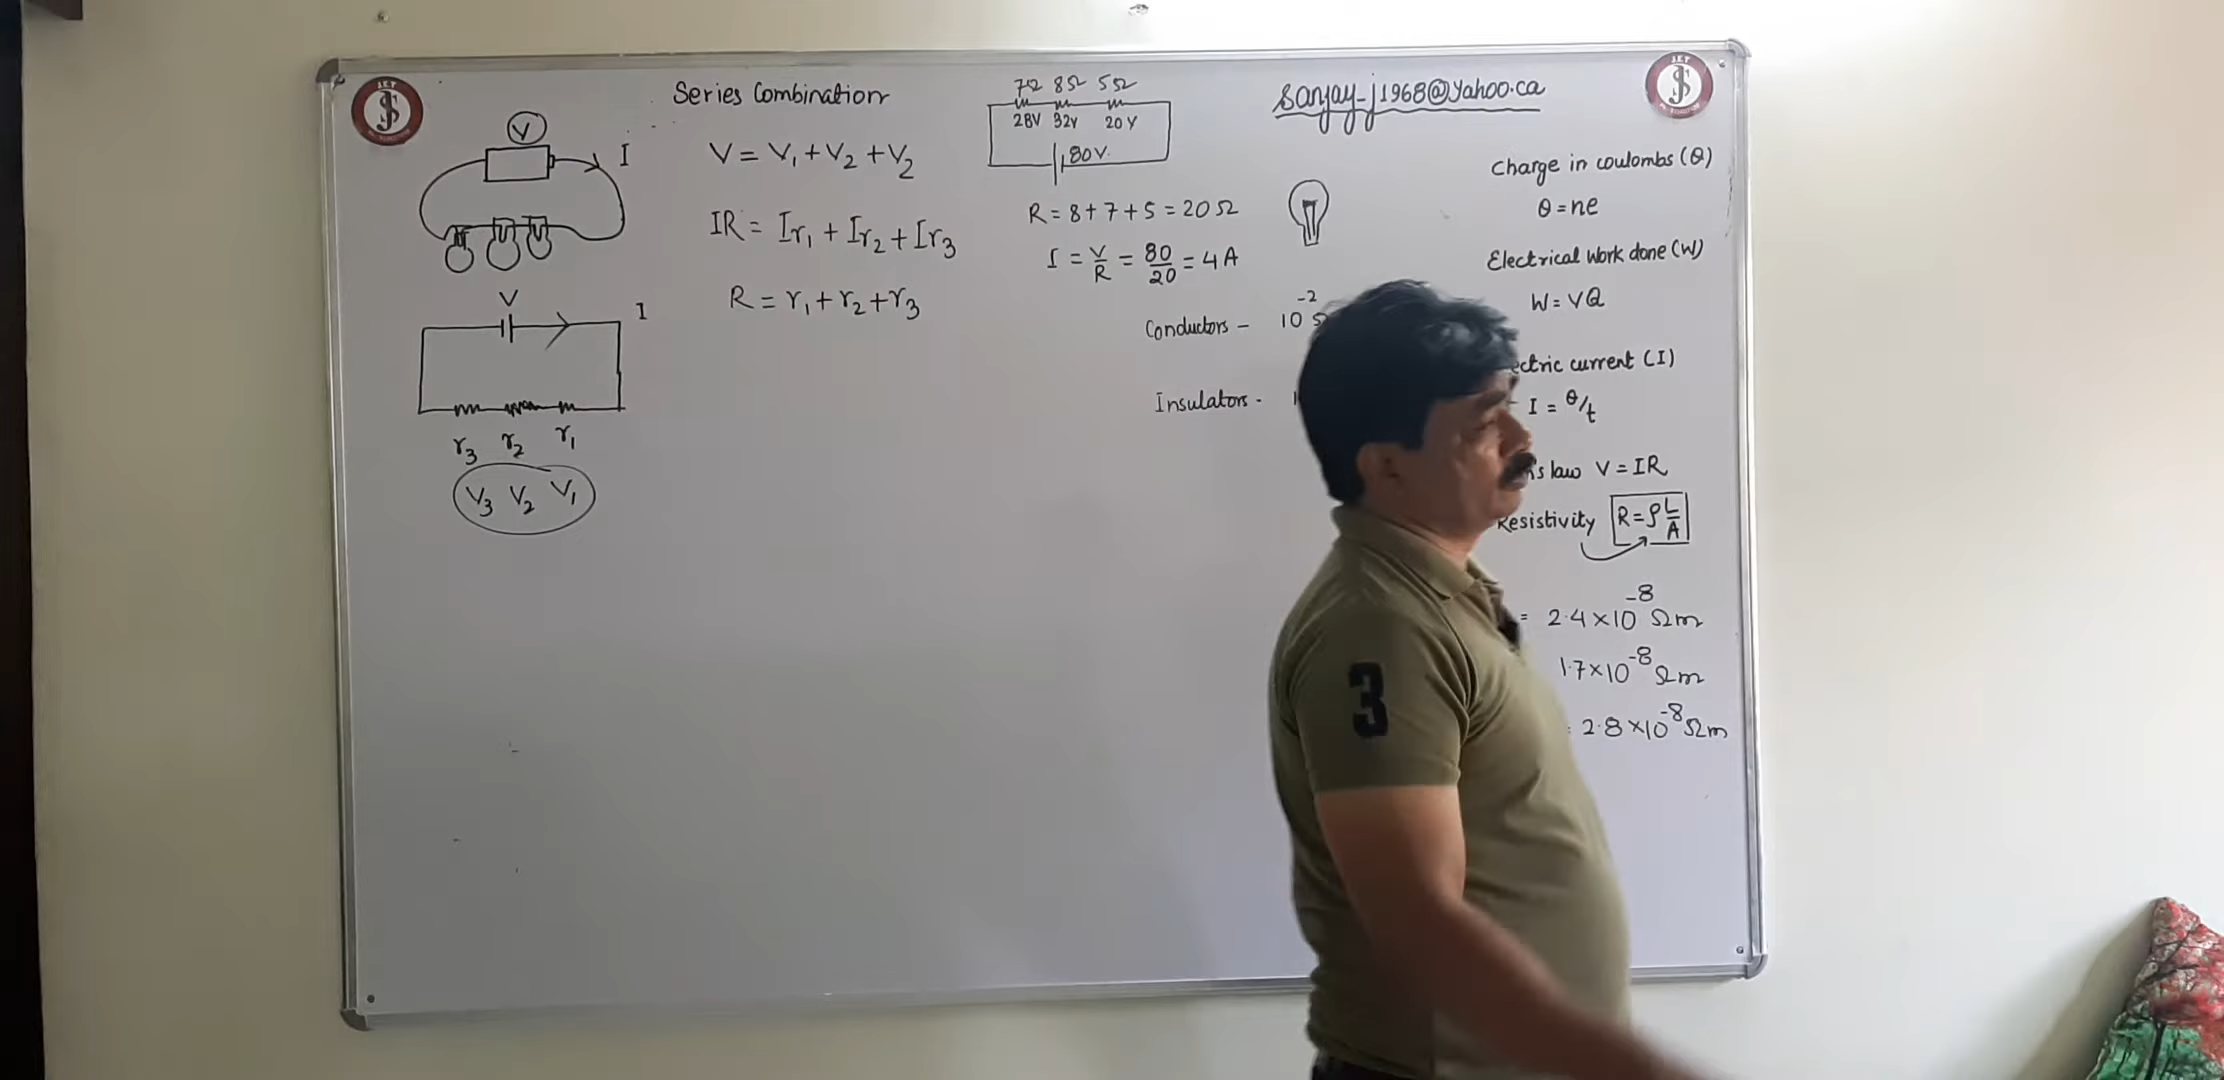 Series Combination
V
I
V = V₁ + V₂ + V₂
IR = Ir₁ + Ir₂ + Ir₃
R = r₁ + r₂ + r₃
V
I
r₃ r₂ r₁
V₃ V₂ V₁
7Ω 8Ω 5Ω
28V 32V 20V
80V.
R = 8 + 7 + 5 = 20 Ω
I = V/R = 80/20 = 4 A
Conductors - 10⁻²
Insulators - 1
sanjay_j1968@yahoo.ca
Charge in coulombs (Q)
Q = ne
Electrical work done (W)
W = VQ
ectric current (I)
I = Q/t
s law V = IR
Resistivity R = ρ L/A
= 2.4 × 10⁻⁸ Ωm
1.7 × 10⁻⁸ Ωm
= 2.8 × 10⁻⁸ Ωm
3